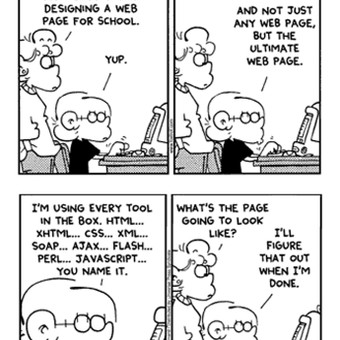 DESIGNING A WEB
PAGE FOR SCHOOL.
YUP.
AND NOT JUST
ANY WEB PAGE,
BUT THE
ULTIMATE
WEB PAGE.
I'M USING EVERY TOOL
IN THE BOX. HTML...
XHTML... CSS... XML...
SOAP... AJAX... FLASH...
PERL... JAVASCRIPT...
YOU NAME IT.
WHAT'S THE PAGE
GOING TO LOOK
LIKE?
I'LL
FIGURE
THAT OUT
WHEN I'M
DONE.